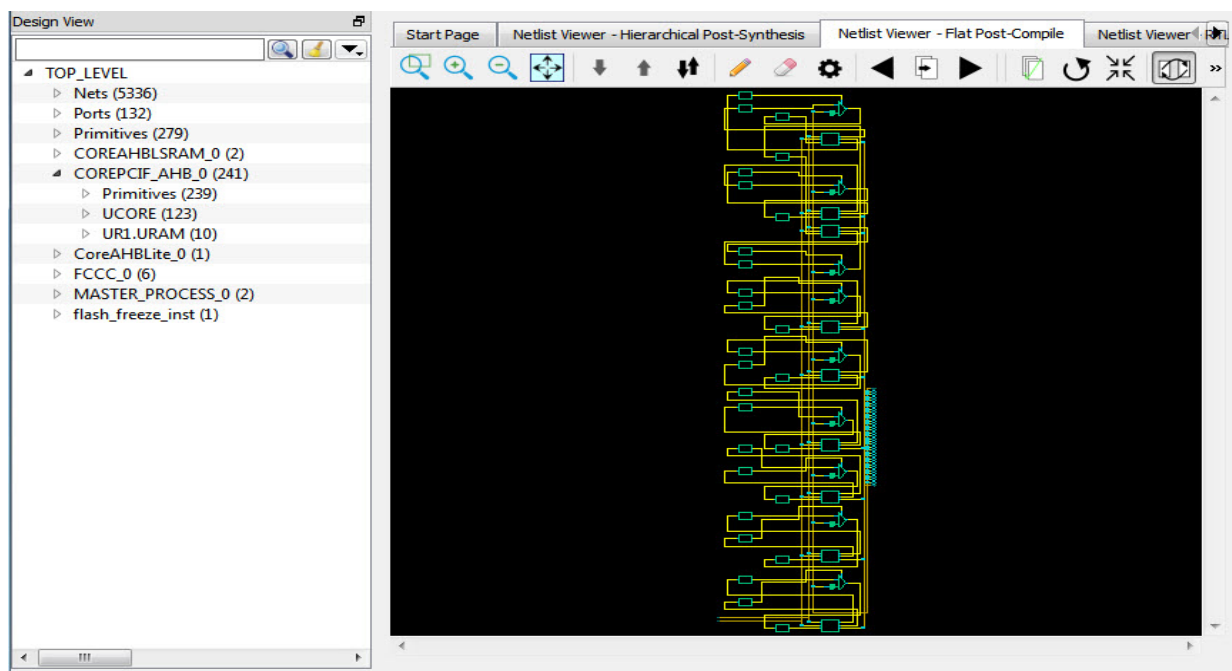 Design View
TOP_LEVEL
Nets (5336)
Ports (132)
Primitives (279)
COREAHBLSRAM_0 (2)
COREPCIF_AHB_0 (241)
Primitives (239)
UCORE (123)
UR1.URAM (10)
CoreAHBLite_0 (1)
FCCC_0 (6)
MASTER_PROCESS_0 (2)
flash_freeze_inst (1)
Start Page
Netlist Viewer - Hierarchical Post-Synthesis
Netlist Viewer - Flat Post-Compile
Netlist Viewer